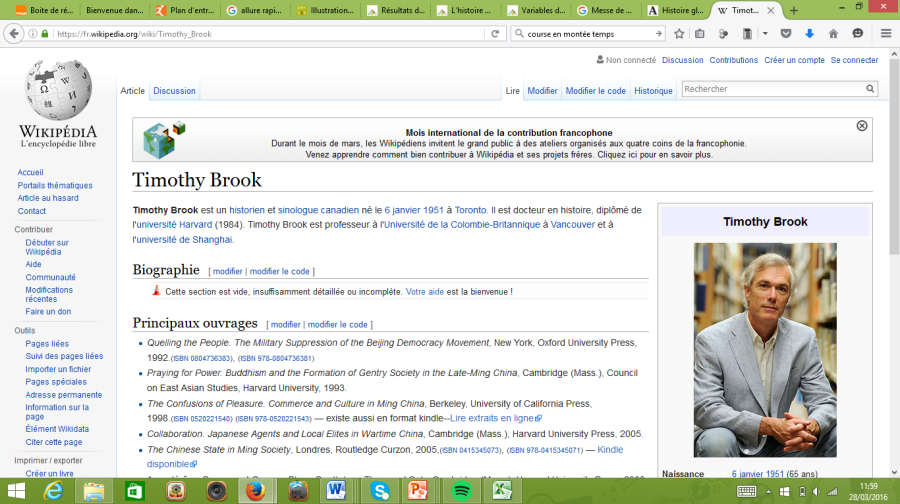 Boite de ré...
Bienvenue dan...
Plan d'entr...
allure rapi...
Illustration...
Résultats d...
L'histoire ...
Variables d...
Messe de ...
Histoire gl...
Timot...
https://fr.wikipedia.org/wiki/Timothy_Brook
course en montée temps
Non connecté Discussion Contributions Créer un compte Se connecter
Article Discussion
Lire Modifier Modifier le code Historique
Rechercher
WIKIPÉDIA
L'encyclopédie libre
Accueil
Portails thématiques
Article au hasard
Contact
Contribuer
Débuter sur
Wikipédia
Aide
Communauté
Modifications
récentes
Faire un don
Outils
Pages liées
Suivi des pages liées
Importer un fichier
Pages spéciales
Adresse permanente
Information sur la
page
Élément Wikidata
Citer cette page
Imprimer / exporter
Créer un livre
Mois international de la contribution francophone
Durant le mois de mars, les Wikipédiens invitent le grand public à des ateliers organisés aux quatre coins de la francophonie.
Venez apprendre comment bien contribuer à Wikipédia et ses projets frères. Cliquez ici pour en savoir plus.
Timothy Brook
Timothy Brook est un historien et sinologue canadien né le 6 janvier 1951 à Toronto. Il est docteur en histoire, diplômé de
l'université Harvard (1984). Timothy Brook est professeur à l'Université de la Colombie-Britannique à Vancouver et à
l'université de Shanghai.
Biographie [ modifier | modifier le code ]
Cette section est vide, insuffisamment détaillée ou incomplète. Votre aide est la bienvenue !
Principaux ouvrages [ modifier | modifier le code ]
Quelling the People. The Military Suppression of the Beijing Democracy Movement, New York, Oxford University Press,
1992.(ISBN 0804736383), (ISBN 978-0804736381)
Praying for Power. Buddhism and the Formation of Gentry Society in the Late-Ming China, Cambridge (Mass.), Council
on East Asian Studies, Harvard University, 1993.
The Confusions of Pleasure. Commerce and Culture in Ming China, Berkeley, University of California Press,
1998.(ISBN 0520221540) (ISBN 978-0520221543) — existe aussi en format kindle--Lire extraits en ligne
Collaboration. Japanese Agents and Local Elites in Wartime China, Cambridge (Mass.), Harvard University Press, 2005.
The Chinese State in Ming Society, Londres, Routledge Curzon, 2005,(ISBN 0415345073), (ISBN 978-0415345071) — Kindle
disponible
Timothy Brook
Naissance 6 janvier 1951 (65 ans)
11:59
28/03/2016